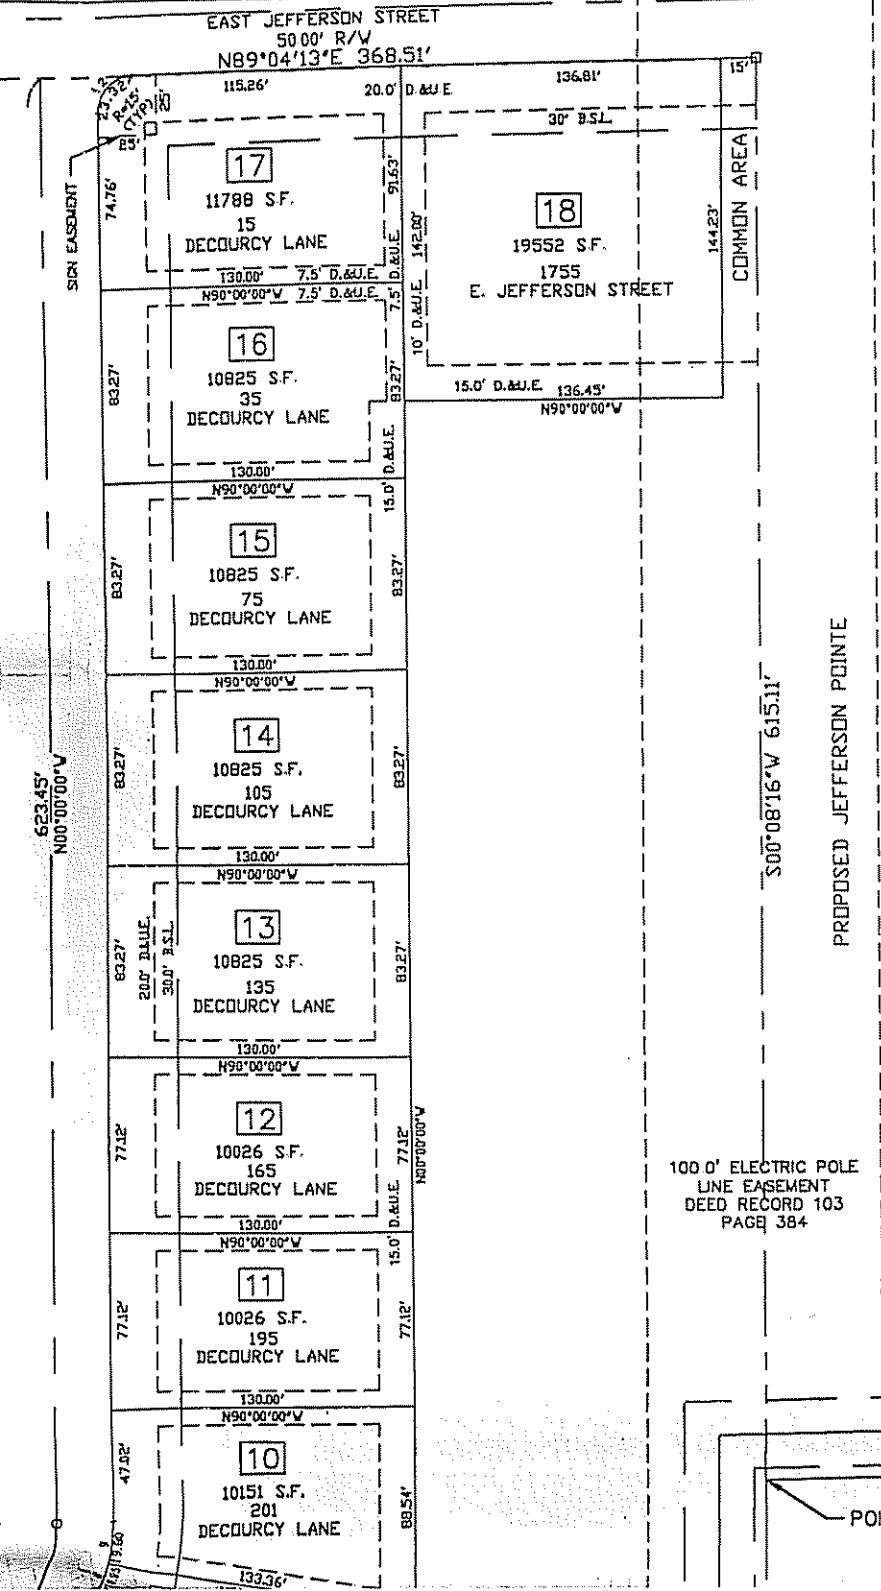 EAST JEFFERSON STREET
50.00' R/W
N89°04'13"E 368.51'
115.26'
20.0' D.&U.E.
136.81'
15'
23.32'
R=15'
(TYP)
25'
15'
30' B.S.L.
SIGN EASEMENT
74.76'
17
11788 S.F.
15
DECOURCY LANE
91.63'
7.5' D.&U.E.
130.00'
7.5' D.&U.E.
N90°00'00"W
7.5' D.&U.E.
18
19552 S.F.
1755
E. JEFFERSON STREET
10' D.&U.E.
142.00'
144.23'
COMMON AREA
15.0' D.&U.E.
136.45'
N90°00'00"W
83.27'
16
10825 S.F.
35
DECOURCY LANE
83.27'
130.00'
N90°00'00"W
15.0' D.&U.E.
83.27'
15
10825 S.F.
75
DECOURCY LANE
83.27'
130.00'
N90°00'00"W
83.27'
14
10825 S.F.
105
DECOURCY LANE
83.27'
130.00'
N90°00'00"W
623.45'
N00°00'00"W
S00°08'16"W 615.11'
PROPOSED JEFFERSON POINTE
83.27'
20.0' D.&U.E.
30.0' B.S.L.
13
10825 S.F.
135
DECOURCY LANE
83.27'
130.00'
N90°00'00"W
77.12'
12
10026 S.F.
165
DECOURCY LANE
77.12'
N00°00'00"W
130.00'
N90°00'00"W
15.0' D.&U.E.
100.0' ELECTRIC POLE
LINE EASEMENT
DEED RECORD 103
PAGE 384
77.12'
11
10026 S.F.
195
DECOURCY LANE
77.12'
130.00'
N90°00'00"W
47.02'
10
10151 S.F.
201
DECOURCY LANE
88.54'
133.36'
POI